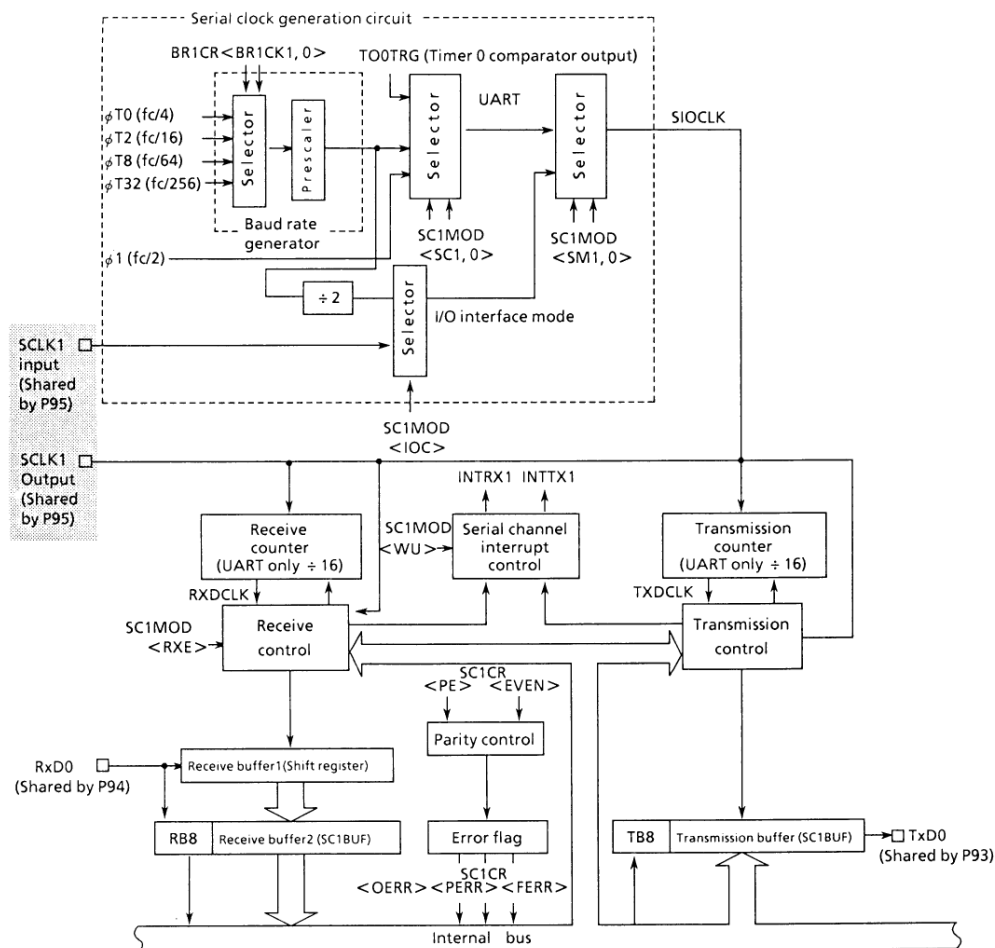 Serial clock generation circuit
BR1CR<BR1CK1, 0>
TO0TRG (Timer 0 comparator output)
UART
SIOCLK
φT0 (fc/4)
φT2 (fc/16)
φT8 (fc/64)
φT32 (fc/256)
Selector
Prescaler
Selector
Selector
Baud rate
generator
SC1MOD
<SC1, 0>
SC1MOD
<SM1, 0>
φ1 (fc/2)
÷ 2
Selector
I/O interface mode
SCLK1
input
(Shared
by P95)
SC1MOD
<IOC>
SCLK1
Output
(Shared
by P95)
INTRX1 INTTX1
Receive
counter
(UART only ÷ 16)
SC1MOD
<WU>
Serial channel
interrupt
control
Transmission
counter
(UART only ÷ 16)
RXDCLK
TXDCLK
SC1MOD
<RXE>
Receive
control
Transmission
control
SC1CR
<PE> <EVEN>
Parity control
RxD0
(Shared by P94)
Receive buffer1(Shift register)
RB8 Receive buffer2 (SC1BUF)
Error flag
TB8 Transmission buffer (SC1BUF)
TxD0
(Shared by P93)
SC1CR
<OERR> <PERR> <FERR>
Internal bus